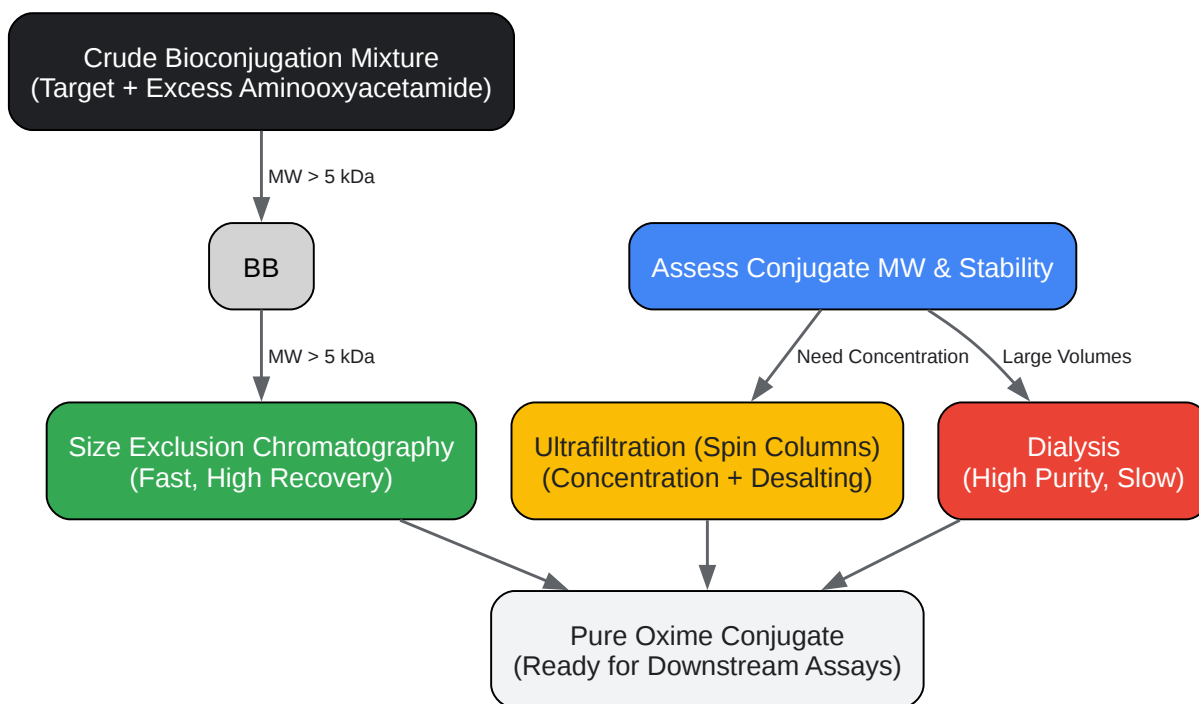 Crude Bioconjugation Mixture
(Target + Excess Aminooxyacetamide)
MW > 5 kDa
BB
Assess Conjugate MW & Stability
MW > 5 kDa
Need Concentration
Large Volumes
Size Exclusion Chromatography
(Fast, High Recovery)
Ultrafiltration (Spin Columns)
(Concentration + Desalting)
Dialysis
(High Purity, Slow)
Pure Oxime Conjugate
(Ready for Downstream Assays)